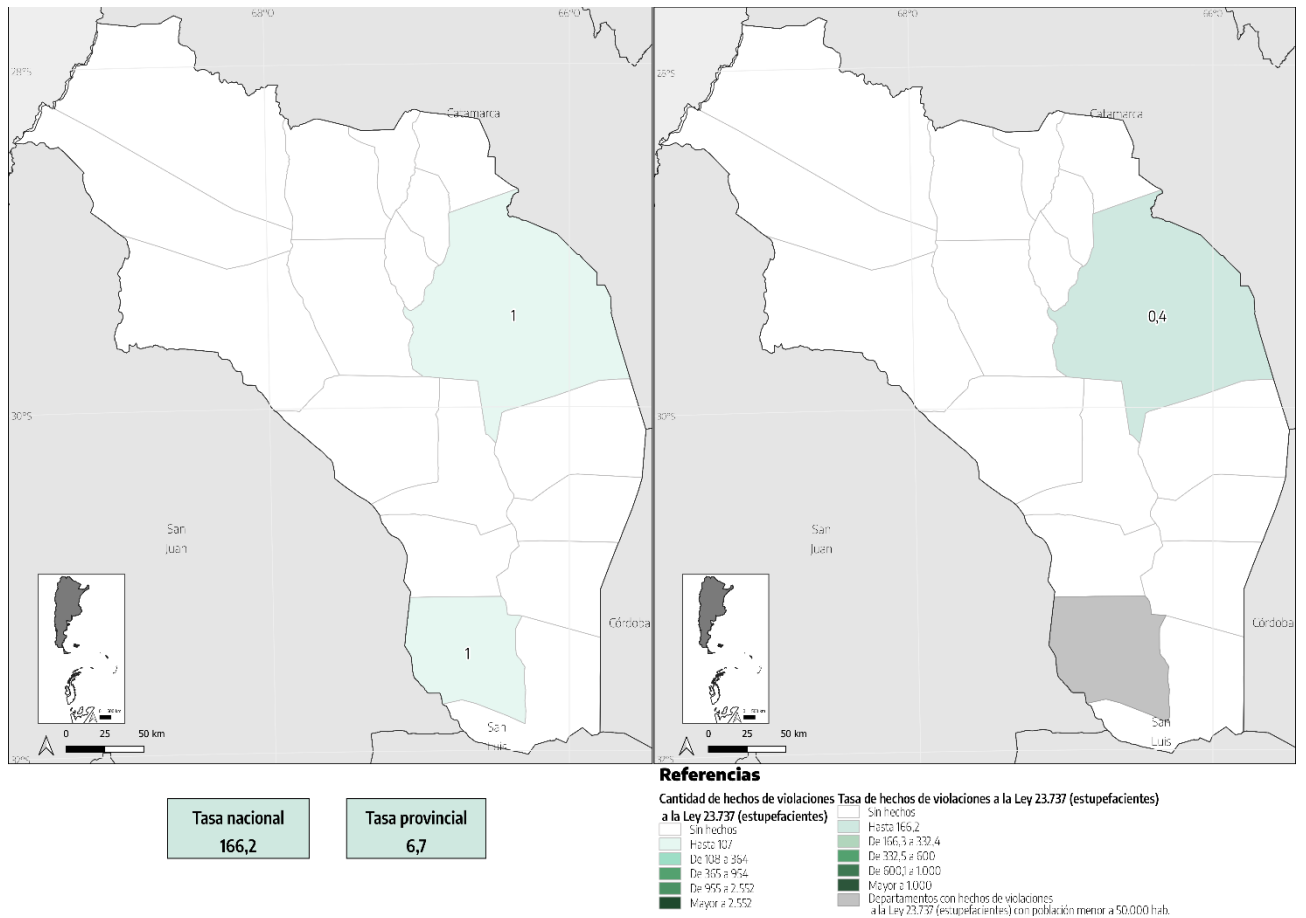 68°O
66°O
68°O
66°O
28°S
28°S
Catamarca
Catamarca
1
0,4
30°S
30°S
San
Juan
San
Juan
Córdoba
Córdoba
1
San
Luis
San
Luis
0 25 50 km
0 25 50 km
32°S
32°S
Referencias
Cantidad de hechos de violaciones
a la Ley 23.737 (estupefacientes)
Sin hechos
Hasta 107
De 108 a 364
De 365 a 954
De 955 a 2.552
Mayor a 2.552
Tasa de hechos de violaciones a la Ley 23.737 (estupefacientes)
Sin hechos
Hasta 166,2
De 166,3 a 332,4
De 332,5 a 600
De 600,1 a 1.000
Mayor a 1.000
Departamentos con hechos de violaciones
a la Ley 23.737 (estupefacientes) con población menor a 50.000 hab.
Tasa nacional
166,2
Tasa provincial
6,7